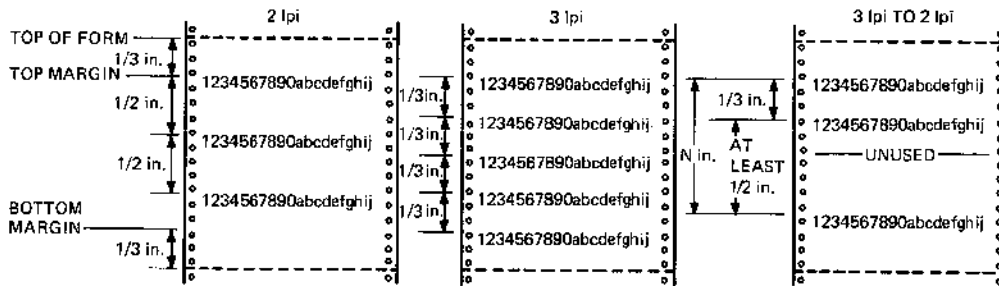 2 lpi
TOP OF FORM
1/3 in.
TOP MARGIN
1234567890abcdefghij
1/2 in.
1234567890abcdefghij
1/2 in.
1234567890abcdefghij
BOTTOM
MARGIN
1/3 in.
3 lpi
1234567890abcdefghij
1/3 in.
1234567890abcdefghij
1/3 in.
1234567890abcdefghij
1/3 in.
1234567890abcdefghij
1/3 in.
1234567890abcdefghij
3 lpi TO 2 lpi
1234567890abcdefghij
1/3 in.
1234567890abcdefghij
N in.
AT
LEAST
1/2 in.
UNUSED
1234567890abcdefghij